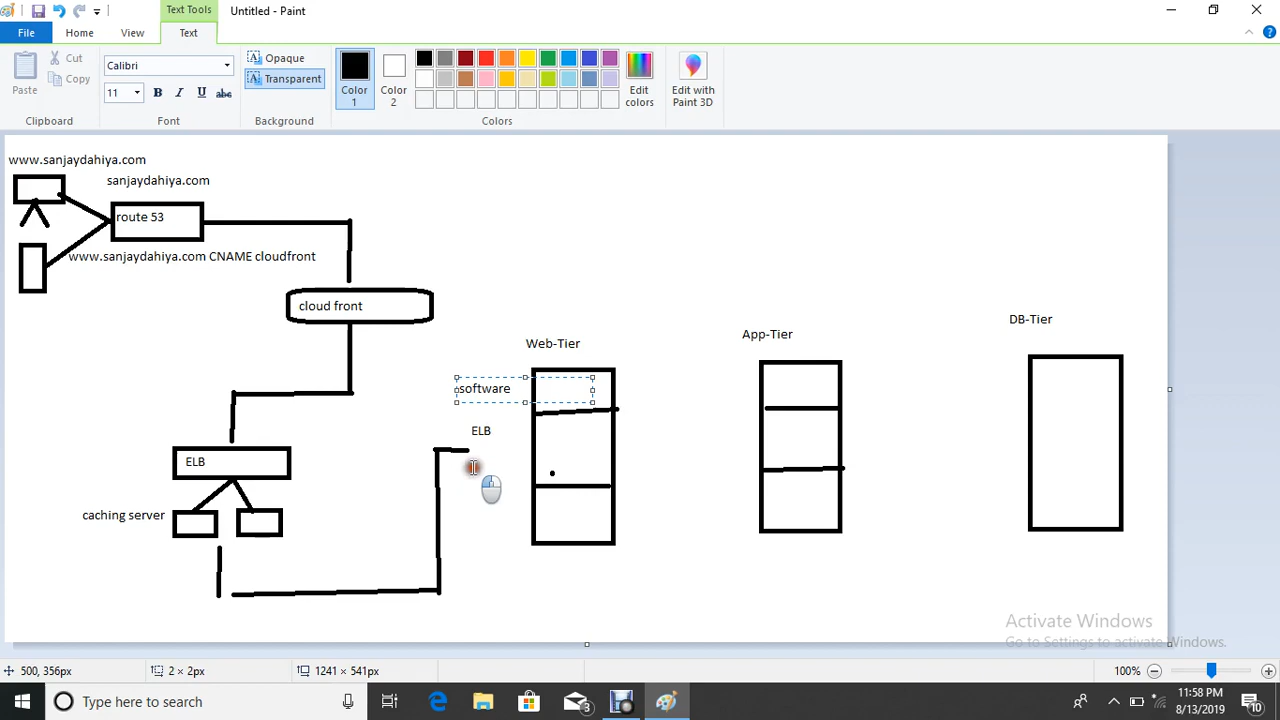 Text Tools
Untitled - Paint
File
Home
View
Text
Paste
Cut
Copy
Clipboard
Calibri
11
B I U abc
Font
Opaque
Transparent
Background
Color 1
Color 2
Edit colors
Colors
Edit with Paint 3D
www.sanjaydahiya.com
sanjaydahiya.com
route 53
www.sanjaydahiya.com CNAME cloudfront
cloud front
DB-Tier
App-Tier
Web-Tier
software
ELB
ELB
caching server
Activate Windows
Go to Settings to activate Windows.
500, 356px
2 × 2px
1241 × 541px
100%
Type here to search
3
11:58 PM
8/13/2019
10